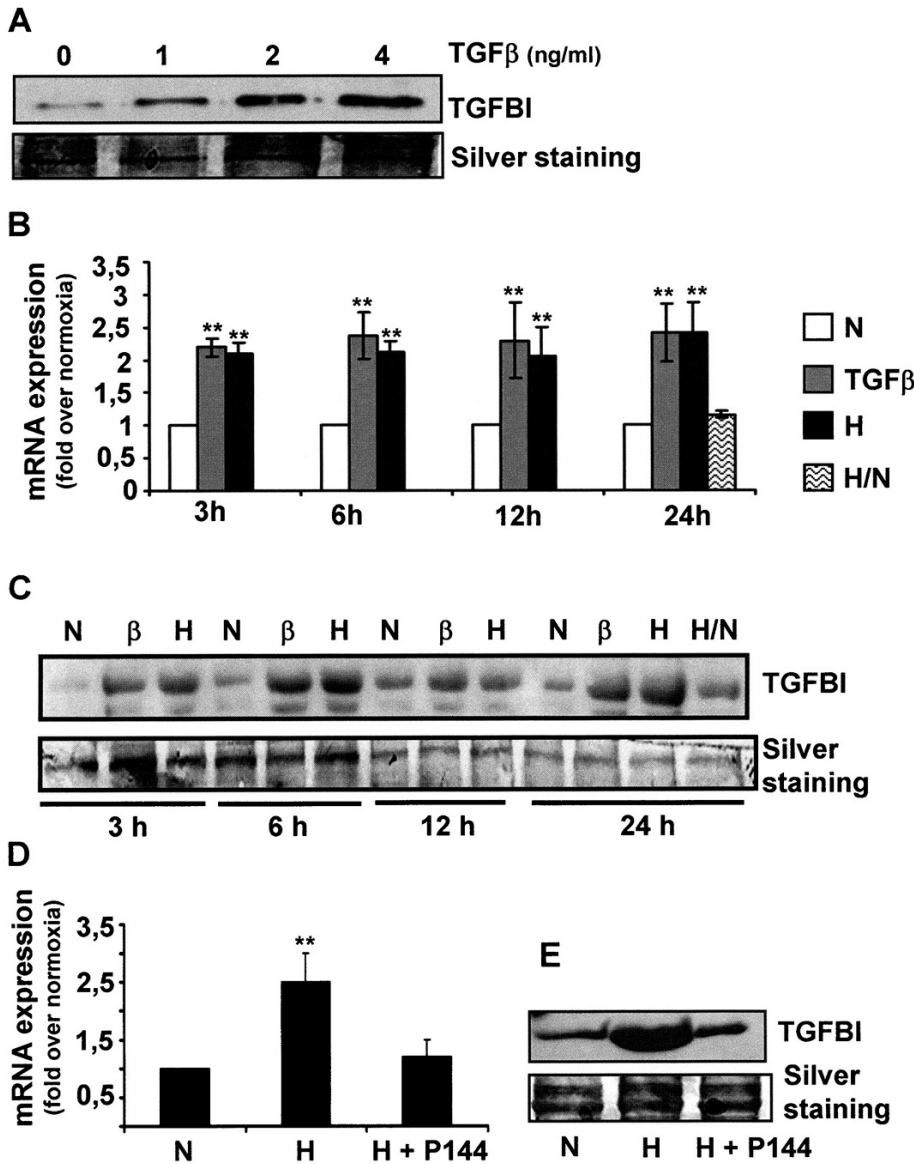 A
0 1 2 4 TGFβ (ng/ml)
TGFBI
Silver staining
B
mRNA expression
(fold over normoxia)
3,5
3
2,5
2
1,5
1
0,5
0
** ** ** ** ** ** ** **
3h 6h 12h 24h
N
TGFβ
H
H/N
C
N β H N β H N β H N β H H/N
TGFBI
Silver
staining
3 h 6 h 12 h 24 h
D
mRNA expression
(fold over normoxia)
3,5
2,5
1,5
0,5
**
N H H + P144
E
TGFBI
Silver
staining
N H H + P144